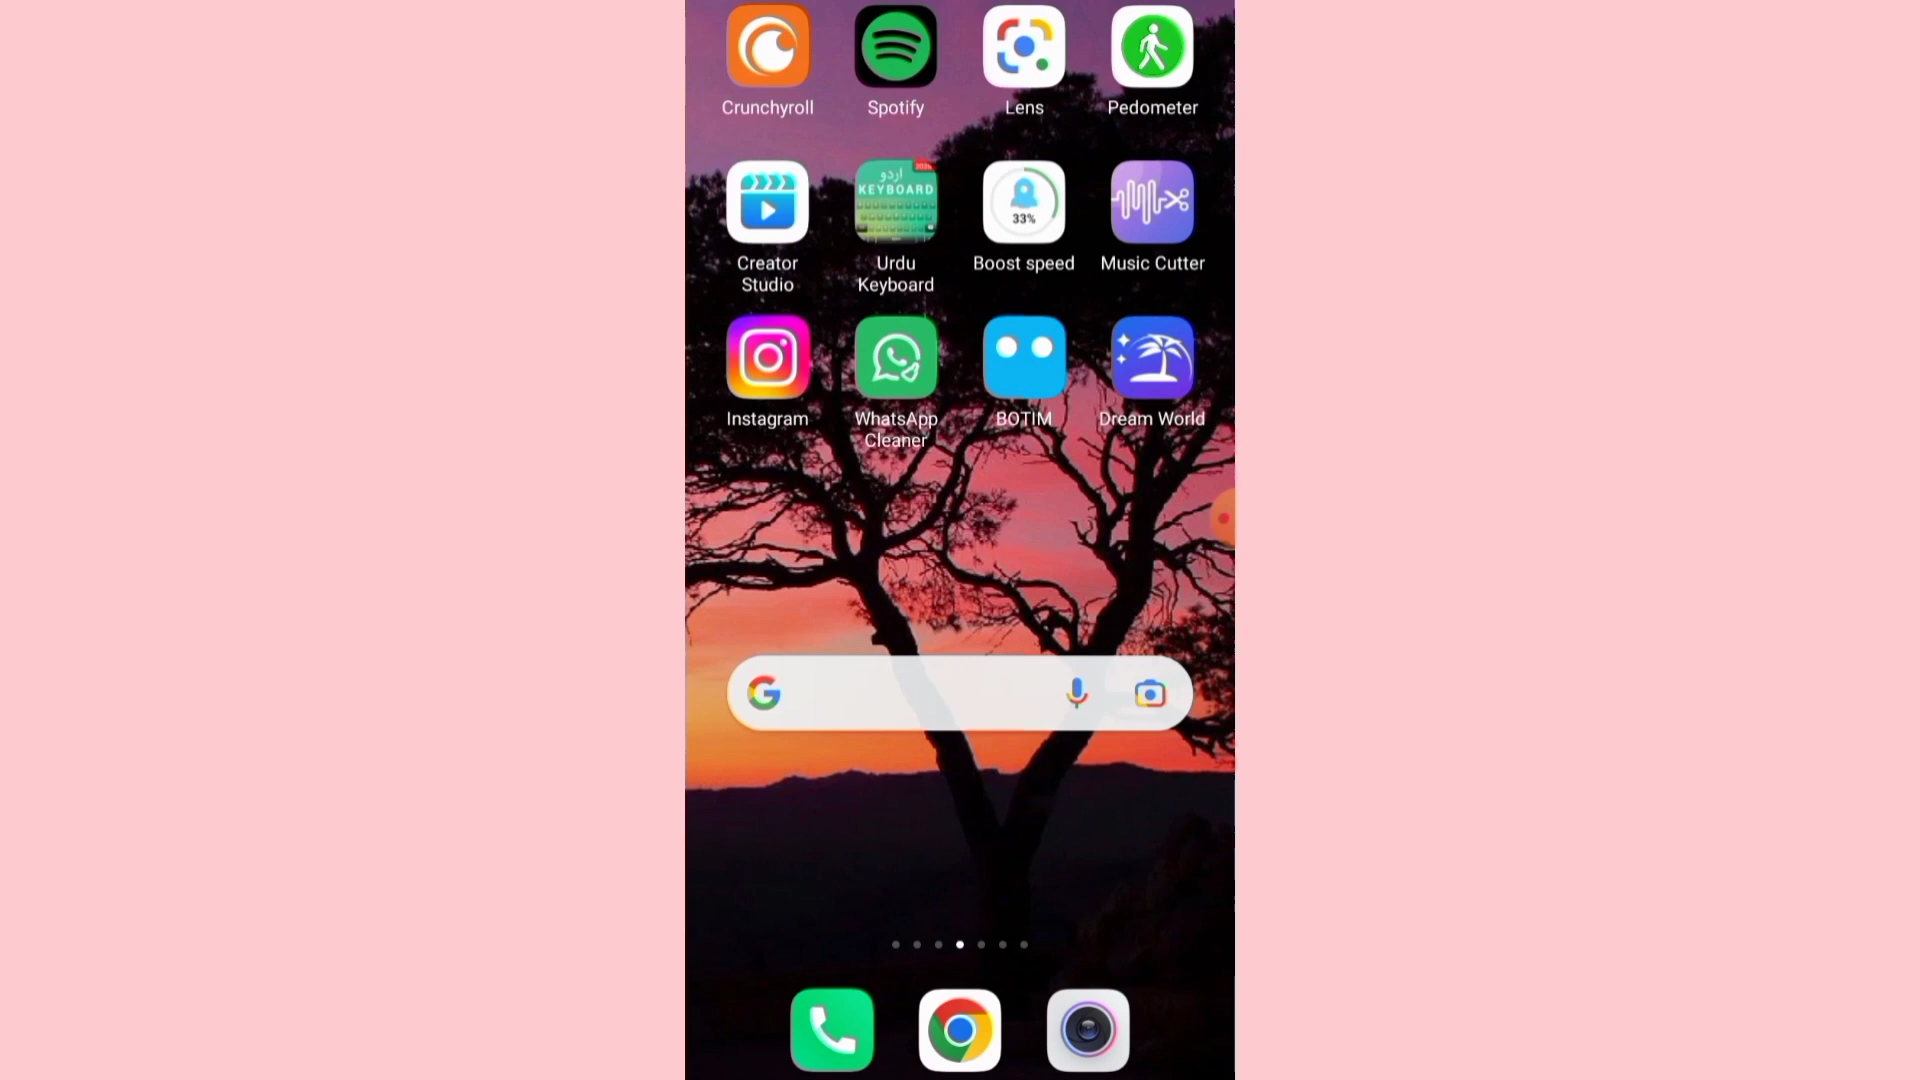 Crunchyroll Spotify Lens Pedometer
اردو
KEYBOARD
33%
Creator Studio
Urdu Keyboard
Boost speed
Music Cutter
Instagram
WhatsApp Cleaner
BOTIM
Dream World